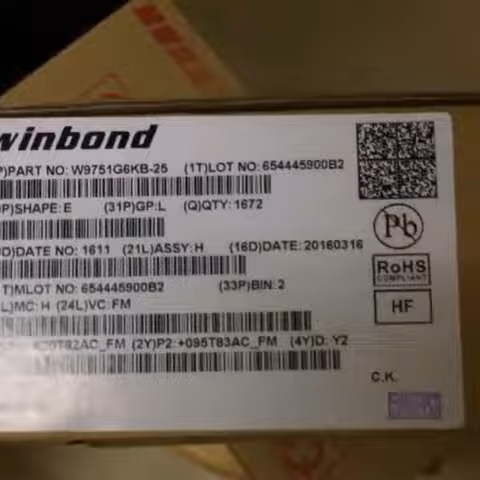 winbond
P)PART NO: W9751G6KB-25 (1T)LOT NO: 654445900B2
P)SHAPE: E (31P)GP:L (Q)QTY: 1672
D)DATE NO: 1611 (21L)ASSY:H (16D)DATE: 20160316
T)MLOT NO: 654445900B2 (33P)BIN: 2
L)MC: H (24L)VC: FM
(2Y)P2:+095T83AC_FM (4Y)D: Y2
Pb
RoHS
COMPLIANT
HF
C.K.